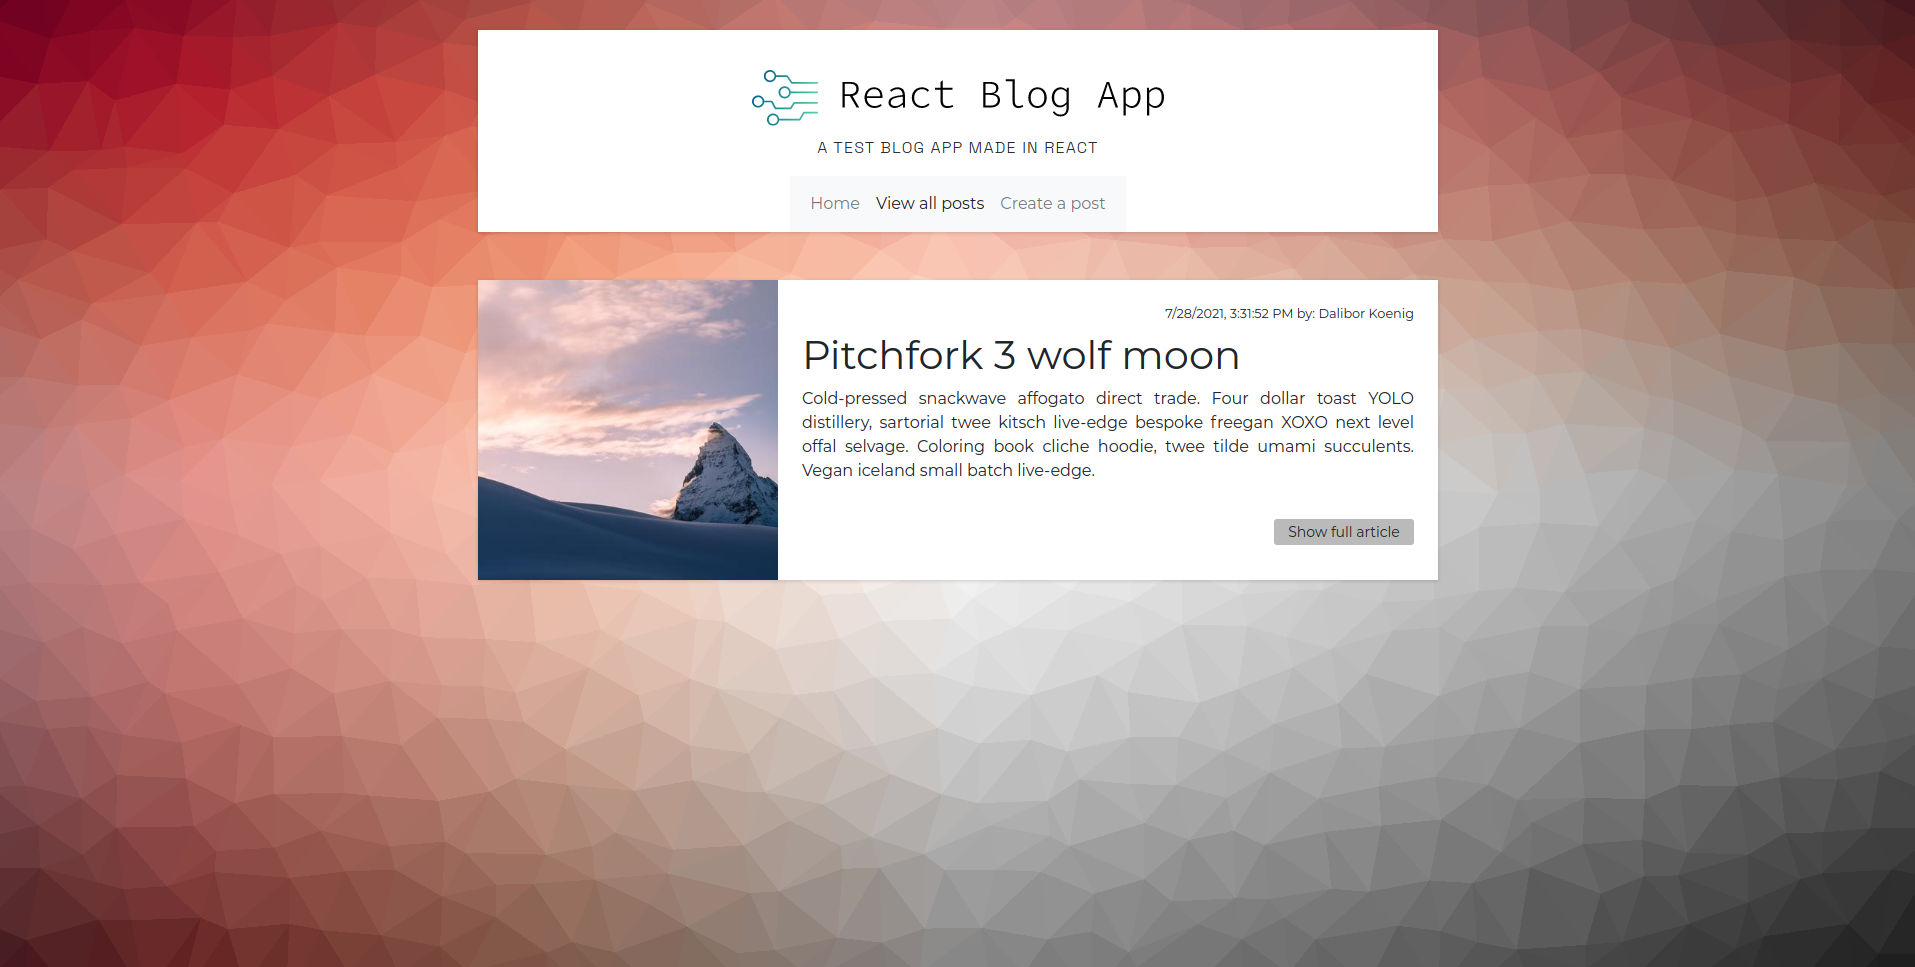 React Blog App
A TEST BLOG APP MADE IN REACT
Home View all posts Create a post
7/28/2021, 3:31:52 PM by: Dalibor Koenig
Pitchfork 3 wolf moon
Cold-pressed snackwave affogato direct trade. Four dollar toast YOLO
distillery, sartorial twee kitsch live-edge bespoke freegan XOXO next level
offal selvage. Coloring book cliche hoodie, twee tilde umami succulents.
Vegan iceland small batch live-edge.
Show full article